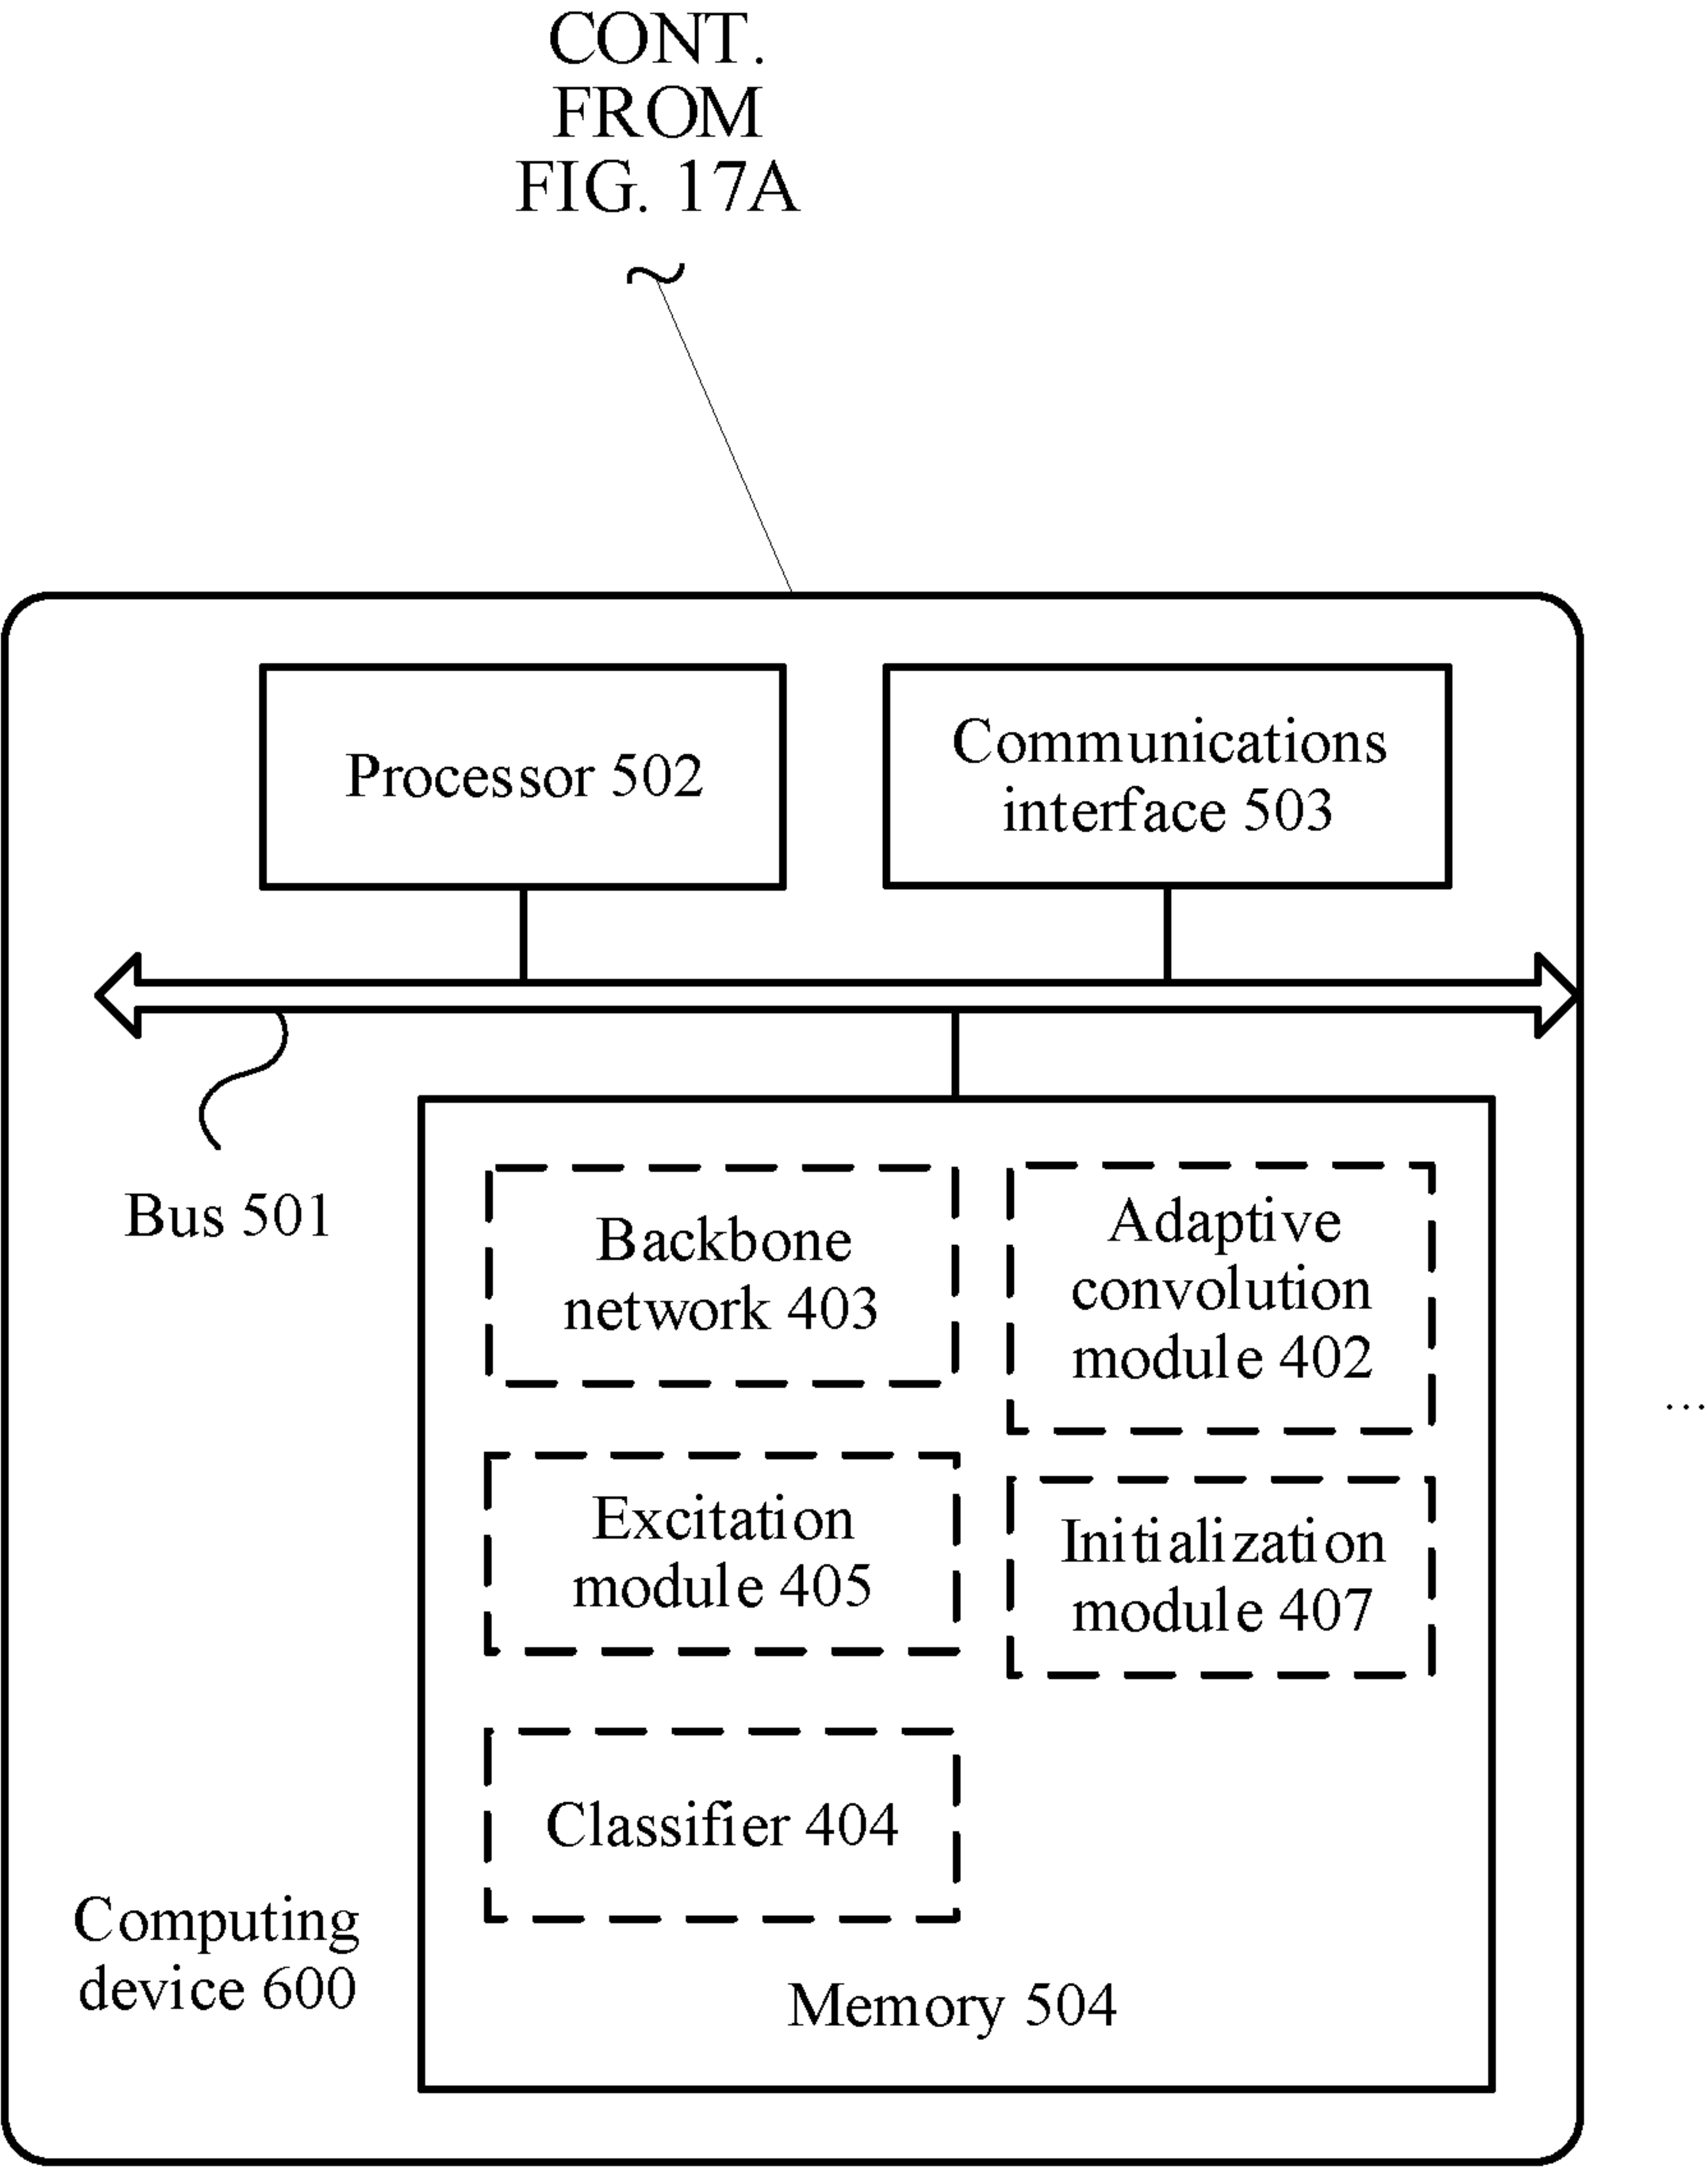 CONT.
FROM
FIG. 17A
Processor 502
Communications
interface 503
Bus 501
Backbone
network 403
Adaptive
convolution
module 402
...
Excitation
module 405
Initialization
module 407
Classifier 404
Computing
device 600
Memory 504